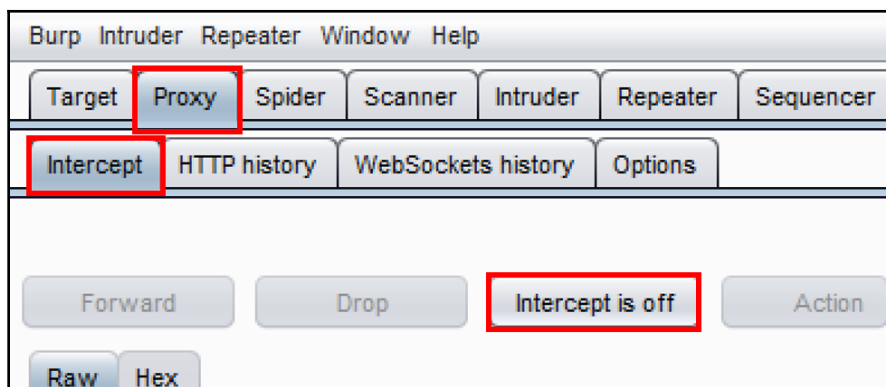 Burp Intruder Repeater Window Help
Target Proxy Spider Scanner Intruder Repeater Sequencer
Intercept HTTP history WebSockets history Options
Forward Drop Intercept is off Action
Raw Hex